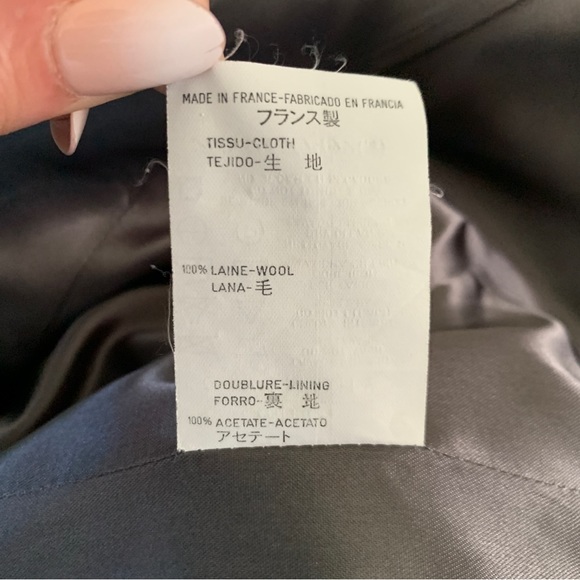 MADE IN FRANCE-FABRICADO EN FRANCIA
フランス製
TISSU-CLOTH
TEJIDO-生 地
100% LAINE-WOOL
LANA-毛
DOUBLURE-LINING
FORRO-裏 地
100% ACETATE-ACETATO
アセテート